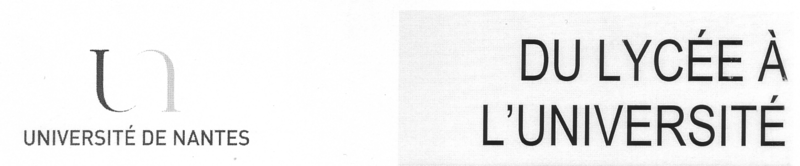 UNIVERSITÉ DE NANTES
DU LYCÉE À
L'UNIVERSITÉ